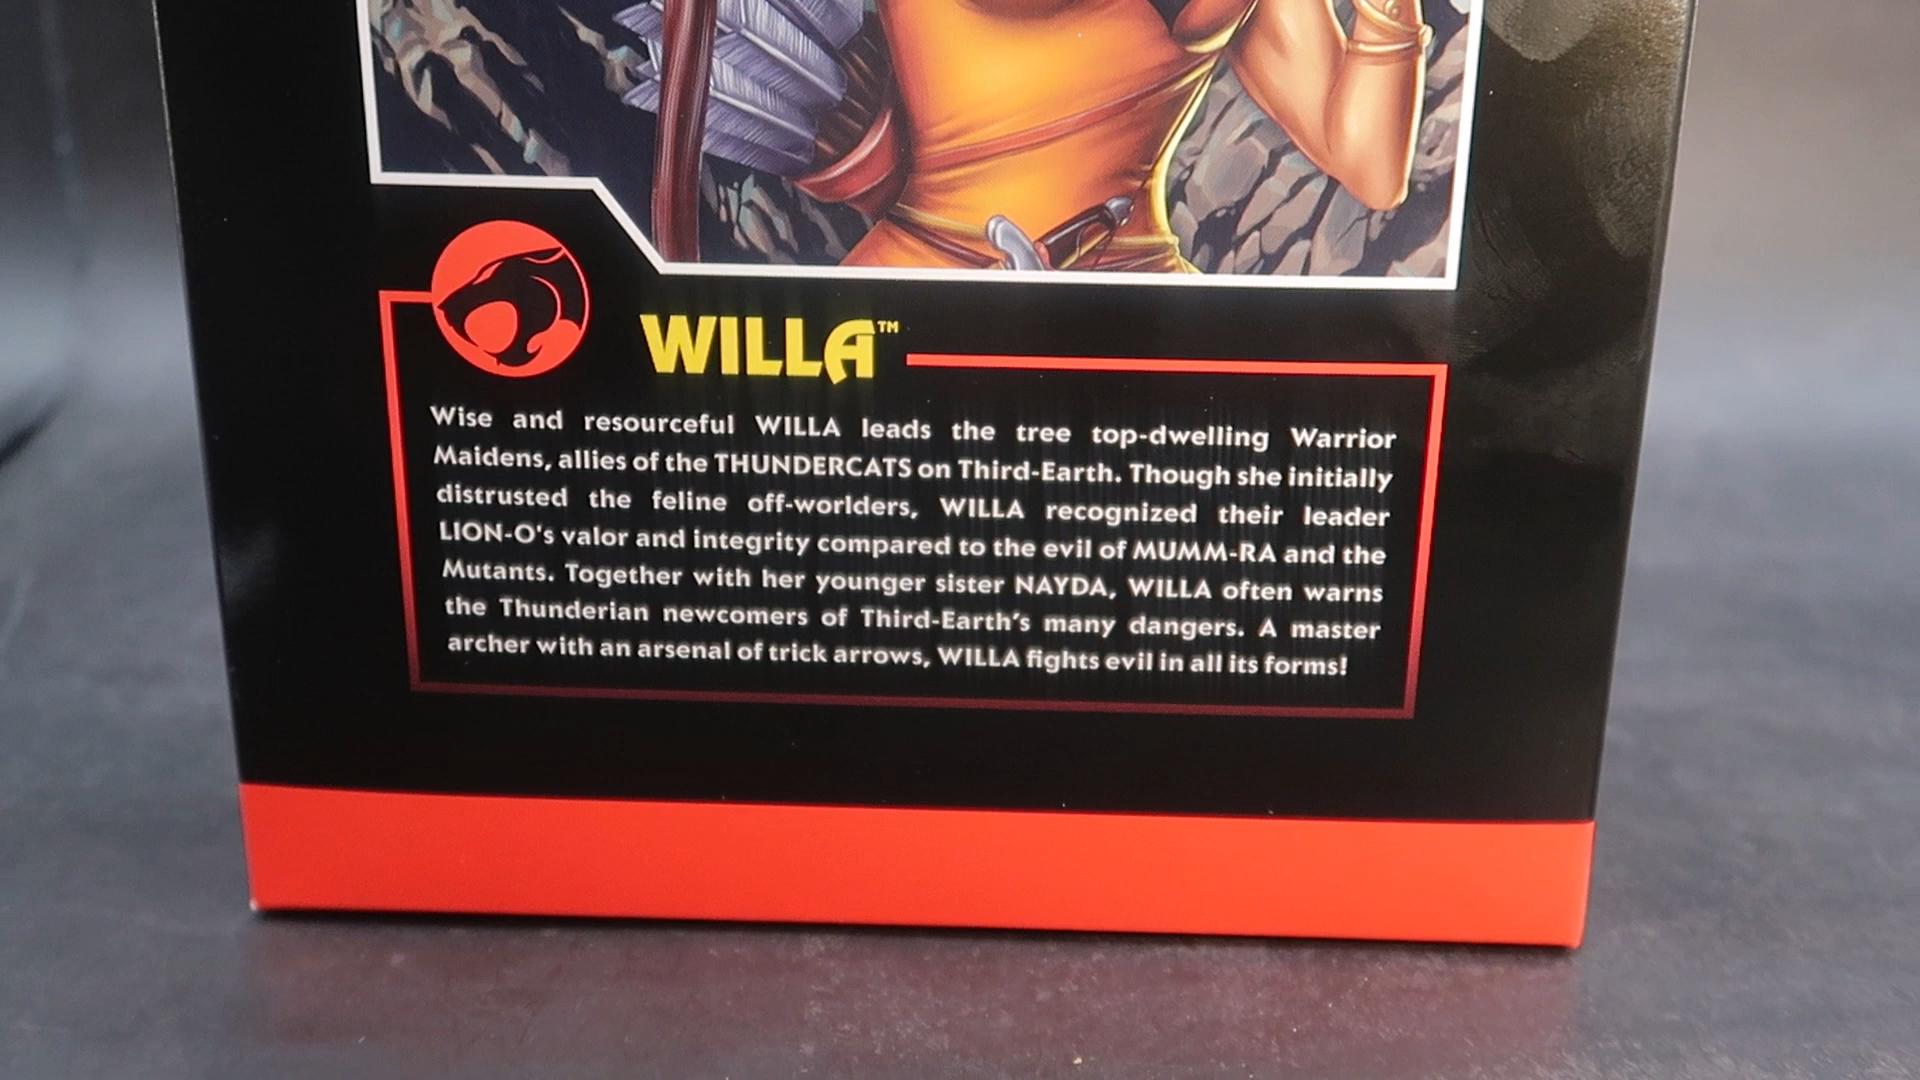 WILLA™
Wise and resourceful WILLA leads the tree top-dwelling Warrior
Maidens, allies of the THUNDERCATS on Third-Earth. Though she initially
distrusted the feline off-worlders, WILLA recognized their leader
LION-O's valor and integrity compared to the evil of MUMM-RA and the
Mutants. Together with her younger sister NAYDA, WILLA often warns
the Thunderian newcomers of Third-Earth's many dangers. A master
archer with an arsenal of trick arrows, WILLA fights evil in all its forms!